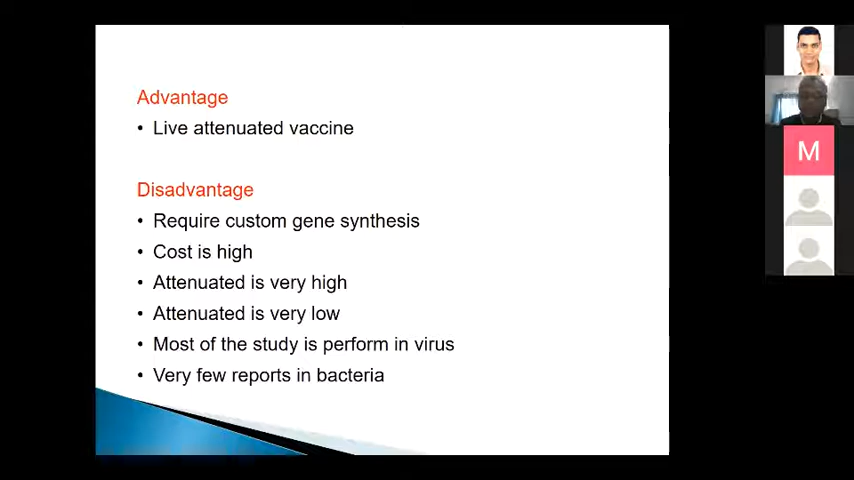 Advantage
• Live attenuated vaccine
Disadvantage
• Require custom gene synthesis
• Cost is high
• Attenuated is very high
• Attenuated is very low
• Most of the study is perform in virus
• Very few reports in bacteria
M